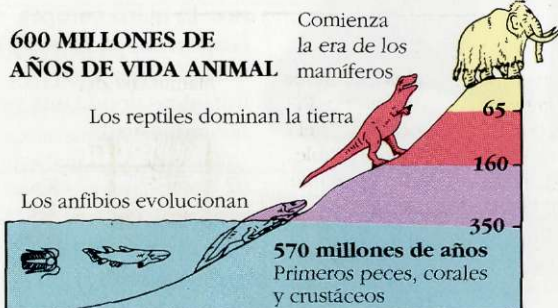 600 MILLONES DE
AÑOS DE VIDA ANIMAL
Comienza
la era de los
mamíferos
65
Los reptiles dominan la tierra
160
Los anfibios evolucionan
350
570 millones de años
Primeros peces, corales
y crustáceos